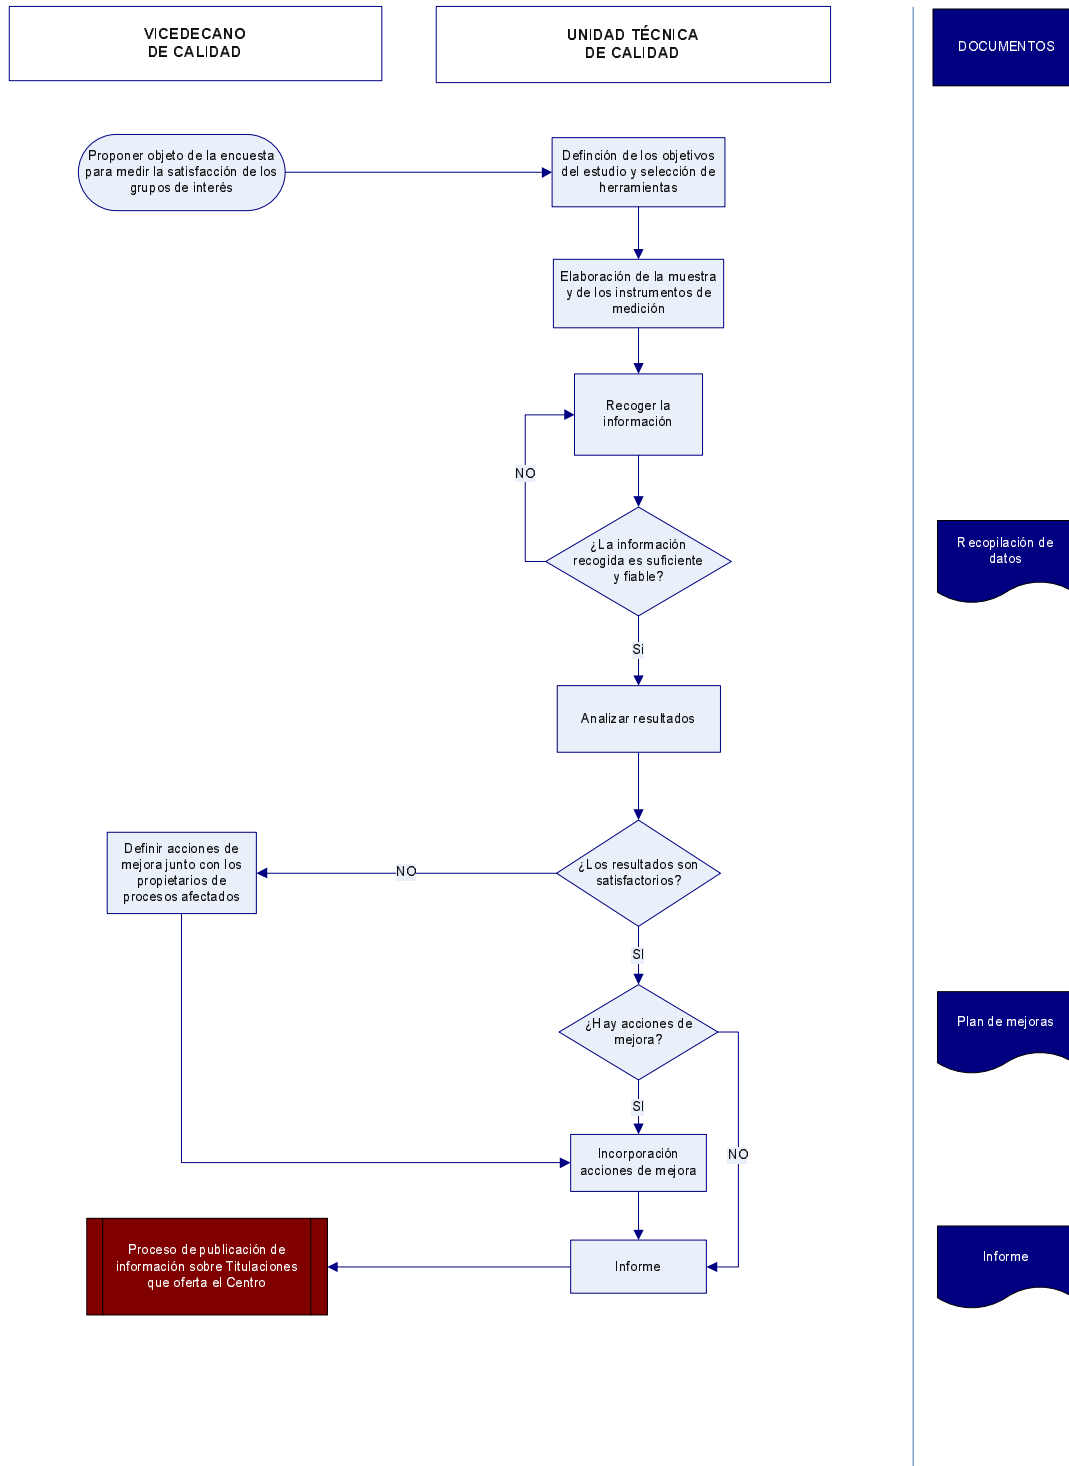 VICEDECANO
DE CALIDAD
UNIDAD TÉCNICA
DE CALIDAD
DOCUMENTOS
Proponer objeto de la encuesta
para medir la satisfacción de los
grupos de interés
Definción de los objetivos
del estudio y selección de
herramientas
Elaboración de la muestra
y de los instrumentos de
medición
Recoger la
información
NO
¿La información
recogida es suficiente
y fiable?
Recopilación de
datos
Si
Analizar resultados
Definir acciones de
mejora junto con los
propietarios de
procesos afectados
NO
¿Los resultados son
satisfactorios?
SI
¿Hay acciones de
mejora?
Plan de mejoras
SI
NO
Incorporación
acciones de mejora
Proceso de publicación de
información sobre Titulaciones
que oferta el Centro
Informe
Informe